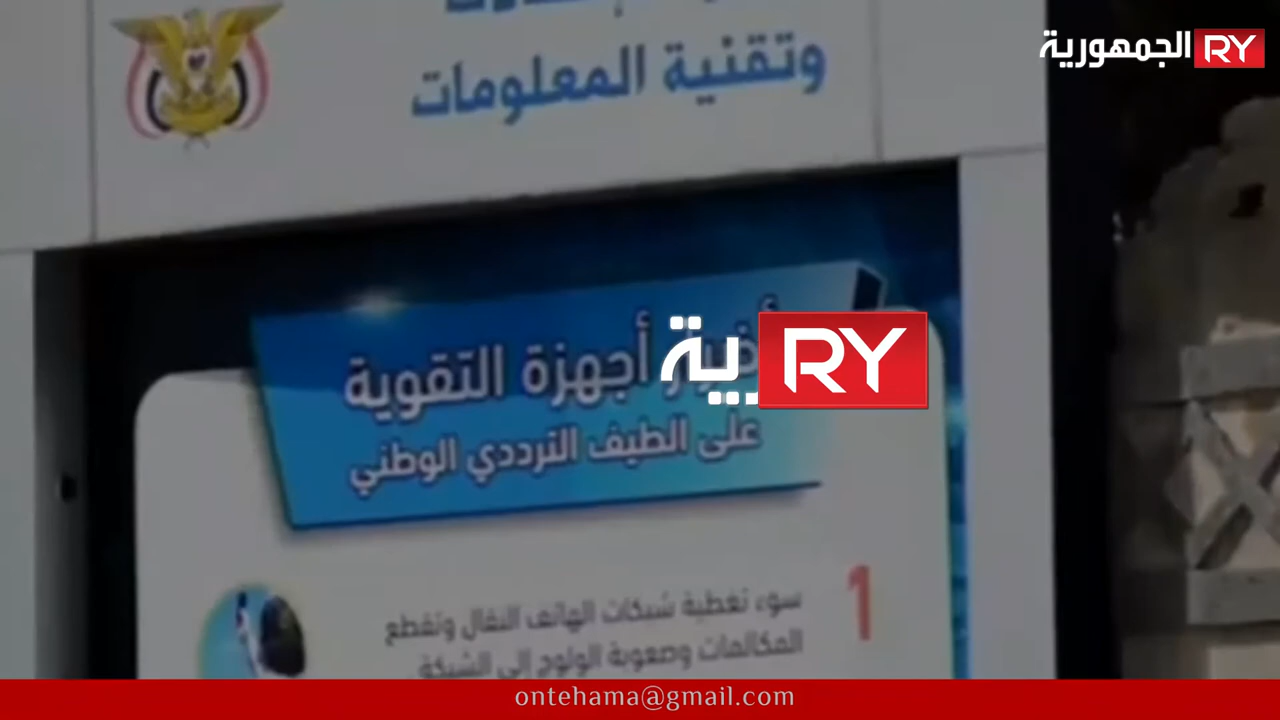 الجمهورية RY
وتقنية المعلومات
أجهزة التقوية
رية RY
على الطيف الترددي الوطني
1
سوء تغطية شبكات الهاتف النقال وتقطع
المكالمات وصعوبة الولوج إلى الشبكة
ontehama@gmail.com